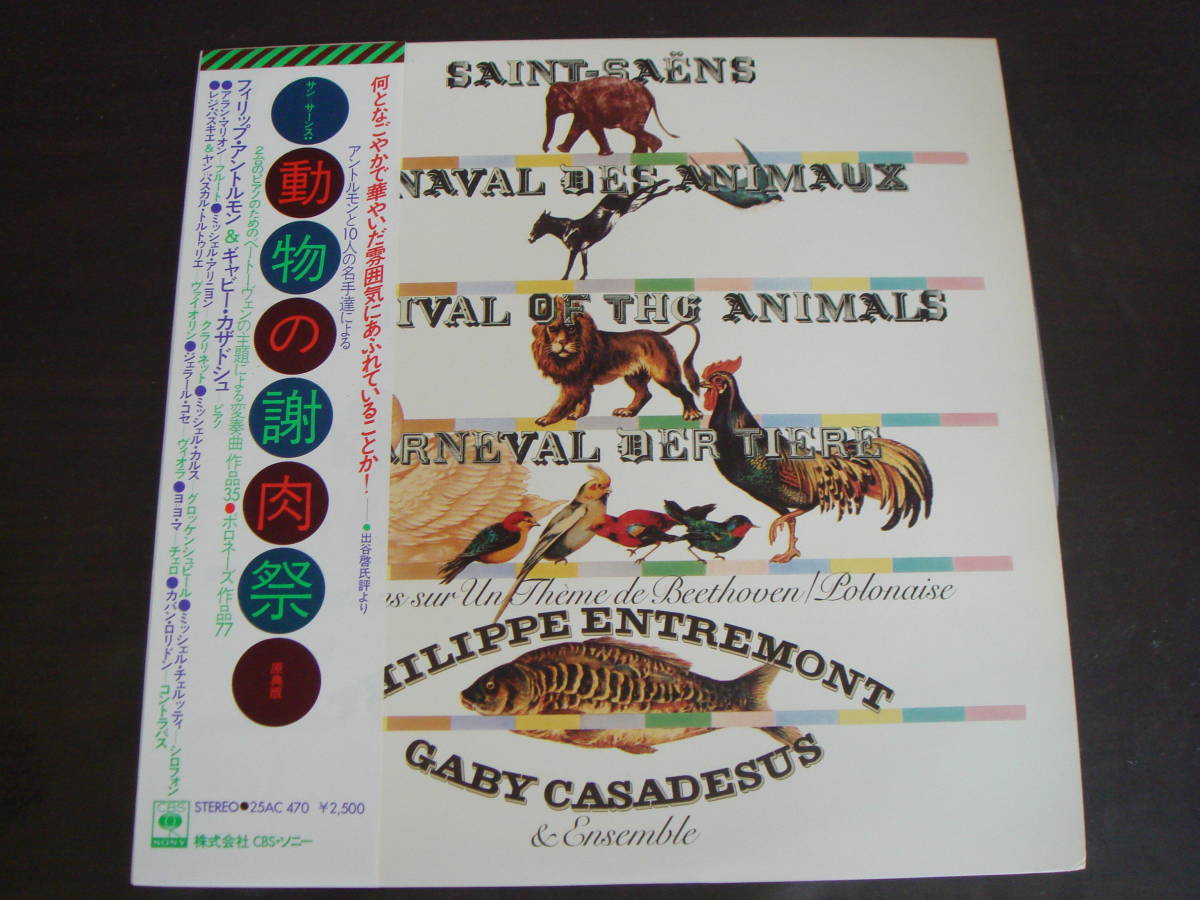 サン=サーンス:
動物の謝肉祭
原典版
何となごやかで華やいだ雰囲気にあふれていることか!——●出谷啓氏評より
アントルモンと10人の名手達による
2台のピアノのためのベートーヴェンの主題による変奏曲 作品35●ポロネーズ 作品77
フィリップ・アントルモン&ギャビー・カザドシュ—ピアノ
●アラン・マリオン—フルート●ミッシェル・アリニョン—クラリネット●ミッシェル・カルス—グロッケンシュピール●ミッシェル・チェルッティ—シロフォン
●レジ・パスキエ&ヤン・パスカル・トルトゥリエ—ヴァイオリン●ジェラール・コセ—ヴィオラ●ヨーヨー・マ—チェロ●カバン・ロリドン—コントラバス
CBS
SONY
STEREO●25AC 470 ¥2,500
株式会社 CBS・ソニー
SAINT-SAËNS
NAVAL DES ANIMAUX
IVAL OF THG ANIMALS
ARNEVAL DER TIERE
ns sur Un Thème de Beethoven/Polonaise
HILIPPE ENTREMONT
GABY CASADESUS
& Ensemble